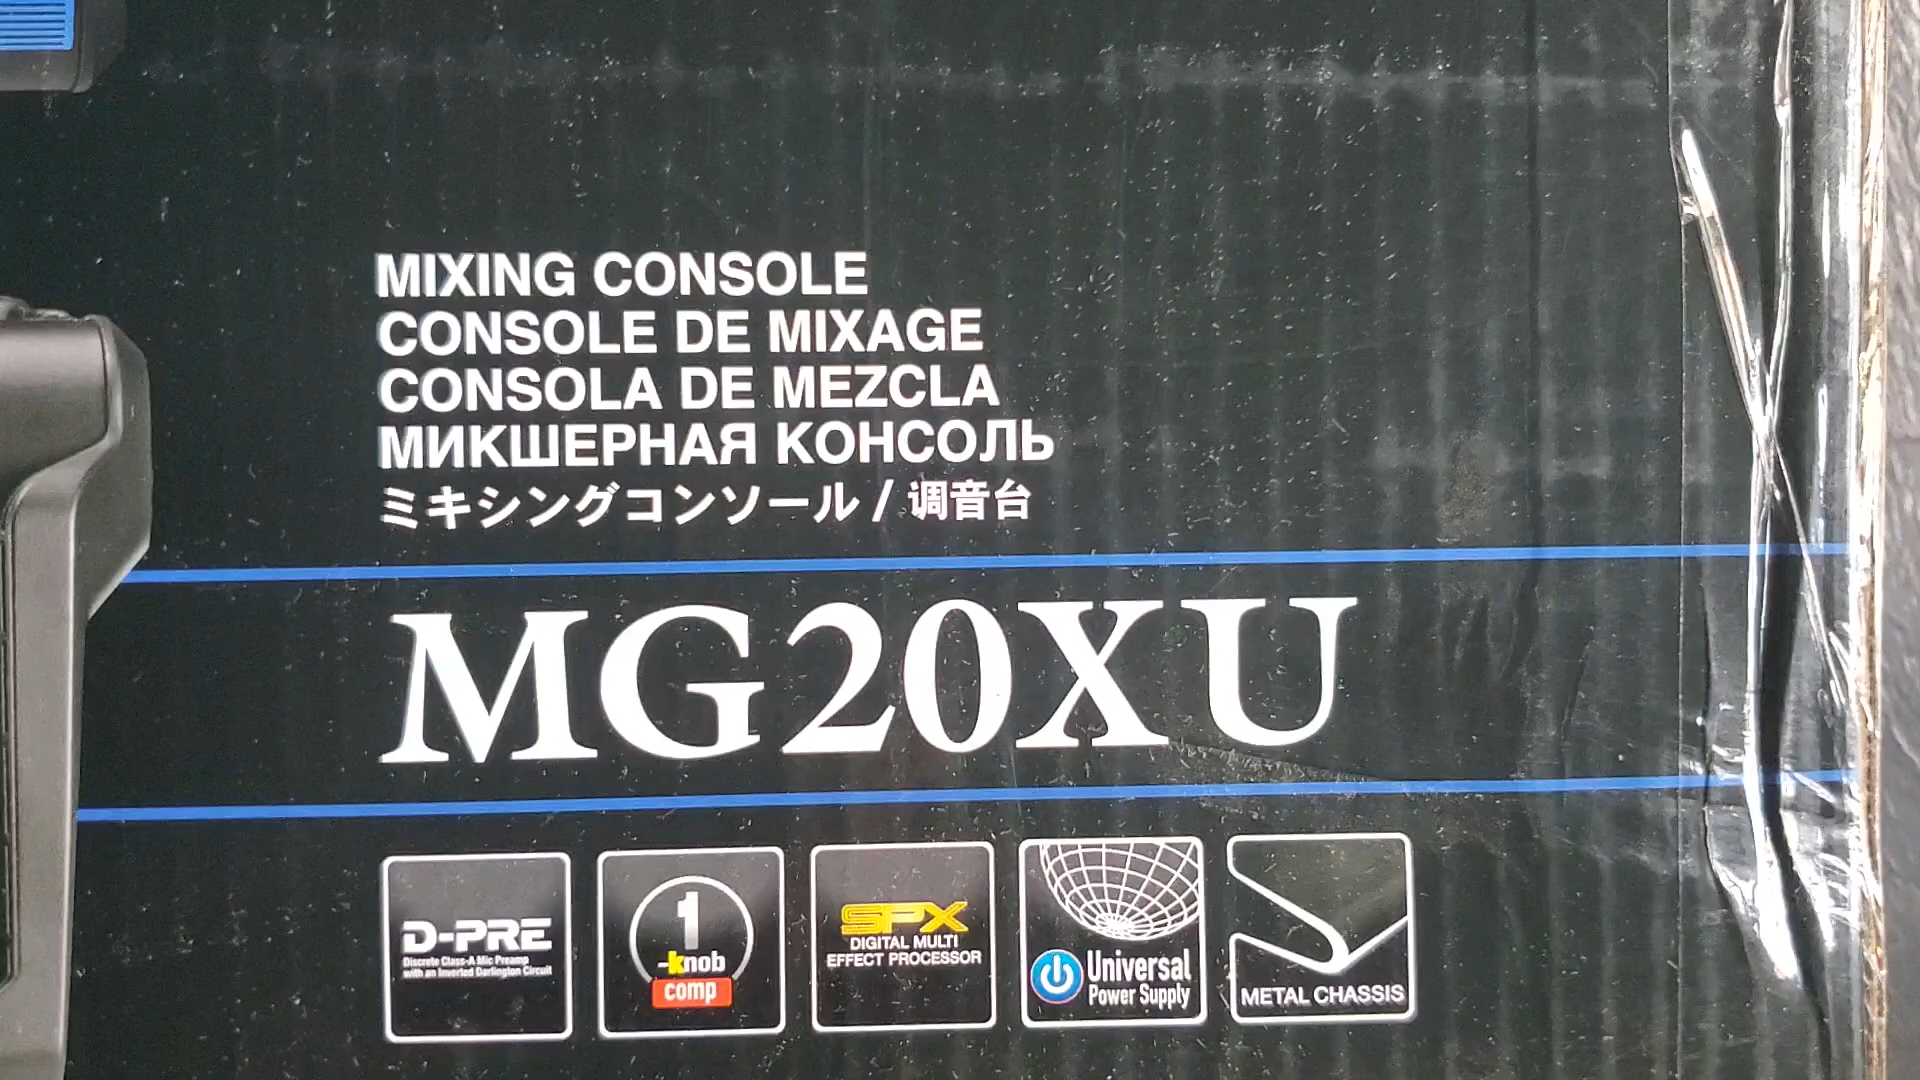 MIXING CONSOLE
CONSOLE DE MIXAGE
CONSOLA DE MEZCLA
МИКШЕРНАЯ КОНСОЛЬ
ミキシングコンソール / 调音台
MG20XU
D-PRE
Discrete Class-A Mic Preamp
with an Inverted Darlington Circuit
1
-knob
comp
SPX
DIGITAL MULTI
EFFECT PROCESSOR
Universal
Power Supply
METAL CHASSIS